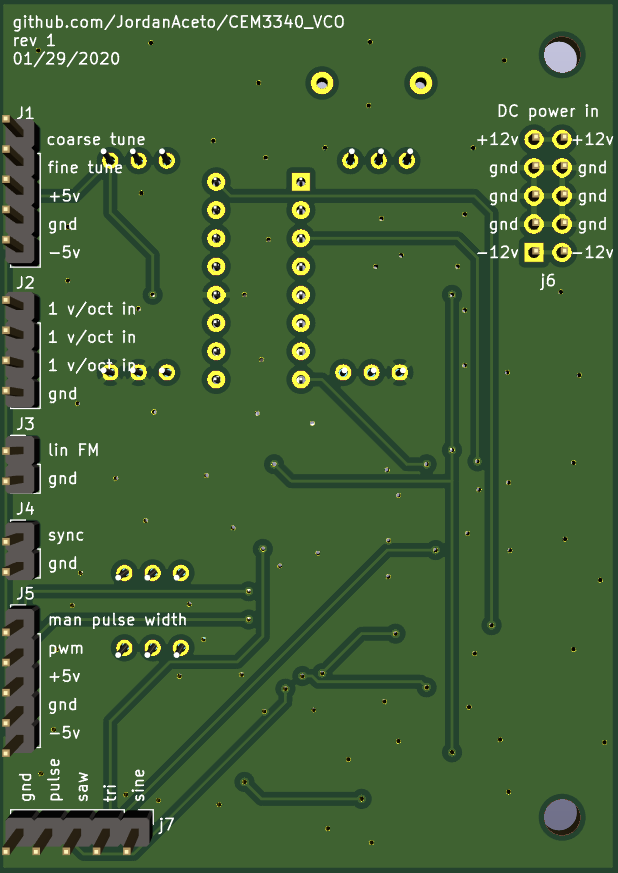 github.com/JordanAceto/CEM3340_VCO
rev 1
01/29/2020
DC power in
+12v +12v
gnd gnd
gnd gnd
gnd gnd
-12v -12v
j6
J1
coarse tune
fine tune
+5v
gnd
-5v
J2
1 v/oct in
1 v/oct in
1 v/oct in
gnd
J3
lin FM
gnd
J4
sync
gnd
J5
man pulse width
pwm
+5v
gnd
-5v
gnd
pulse
saw
tri
sine
j7